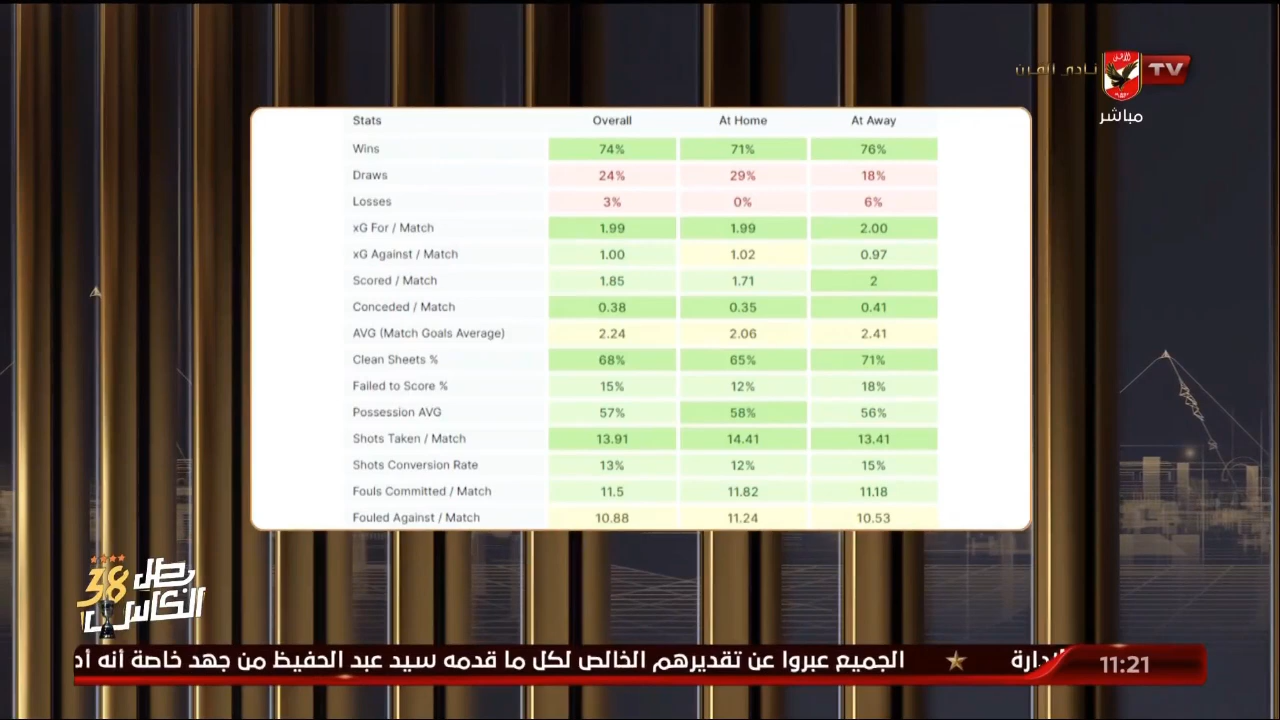 نادي القرن
TV
مباشر
Stats Overall At Home At Away
Wins 74% 71% 76%
Draws 24% 29% 18%
Losses 3% 0% 6%
xG For / Match 1.99 1.99 2.00
xG Against / Match 1.00 1.02 0.97
Scored / Match 1.85 1.71 2
Conceded / Match 0.38 0.35 0.41
AVG (Match Goals Average) 2.24 2.06 2.41
Clean Sheets % 68% 65% 71%
Failed to Score % 15% 12% 18%
Possession AVG 57% 58% 56%
Shots Taken / Match 13.91 14.41 13.41
Shots Conversion Rate 13% 12% 15%
Fouls Committed / Match 11.5 11.82 11.18
Fouled Against / Match 10.88 11.24 10.53
بطل 38
الكاس
11:21
الجميع عبروا عن تقديرهم الخالص لكل ما قدمه سيد عبد الحفيظ من جهد خاصة أنه